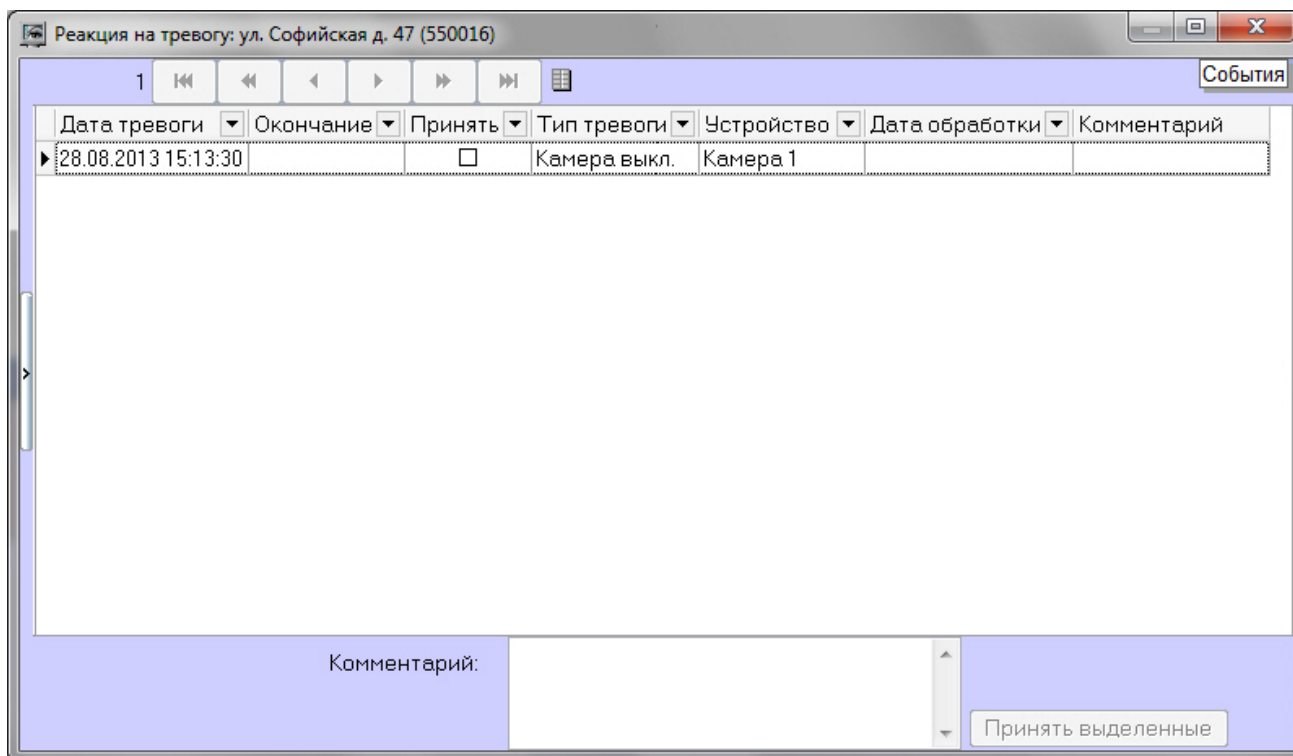 Реакция на тревогу: ул. Софийская д. 47 (550016)
1
События
Дата тревоги Окончание Принять Тип тревоги Устройство Дата обработки Комментарий
28.08.2013 15:13:30 Камера выкл. Камера 1
Комментарий:
Принять выделенные